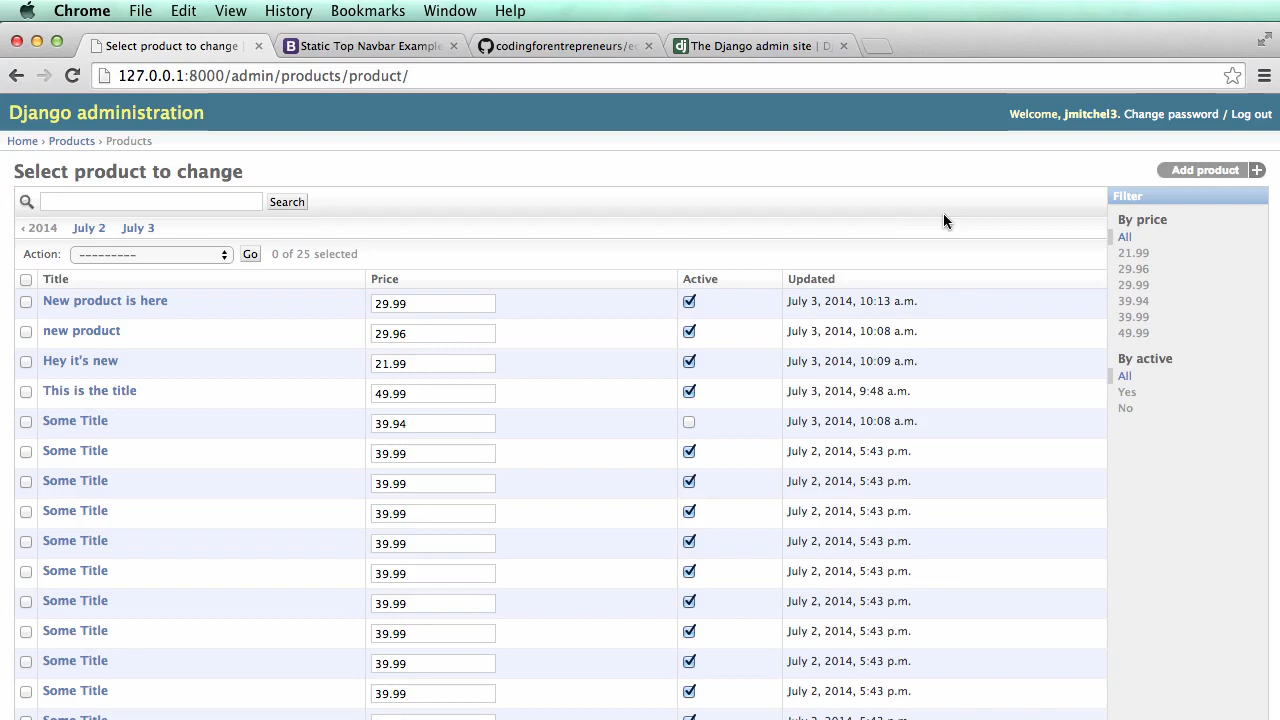 Chrome File Edit View History Bookmarks Window Help
Select product to change Static Top Navbar Example codingforentrepreneurs/ec The Django admin site | Dj
127.0.0.1:8000/admin/products/product/
Django administration Welcome, jmitchel3. Change password / Log out
Home › Products › Products
Select product to change Add product +
Search
‹ 2014 July 2 July 3
Action: --------- Go 0 of 25 selected
Title Price Active Updated
New product is here 29.99 July 3, 2014, 10:13 a.m.
new product 29.96 July 3, 2014, 10:08 a.m.
Hey it's new 21.99 July 3, 2014, 10:09 a.m.
This is the title 49.99 July 3, 2014, 9:48 a.m.
Some Title 39.94 July 3, 2014, 10:08 a.m.
Some Title 39.99 July 2, 2014, 5:43 p.m.
Some Title 39.99 July 2, 2014, 5:43 p.m.
Some Title 39.99 July 2, 2014, 5:43 p.m.
Some Title 39.99 July 2, 2014, 5:43 p.m.
Some Title 39.99 July 2, 2014, 5:43 p.m.
Some Title 39.99 July 2, 2014, 5:43 p.m.
Some Title 39.99 July 2, 2014, 5:43 p.m.
Some Title 39.99 July 2, 2014, 5:43 p.m.
Some Title 39.99 July 2, 2014, 5:43 p.m.
Filter
By price
All
21.99
29.96
29.99
39.94
39.99
49.99
By active
All
Yes
No